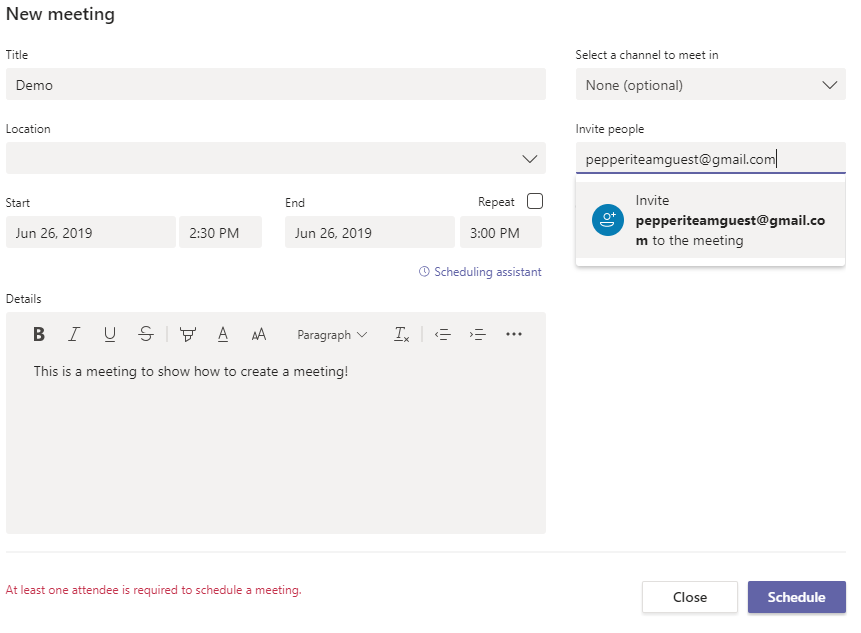 New meeting
Title
Demo
Location
Start
End
Repeat
Jun 26, 2019
2:30 PM
Jun 26, 2019
3:00 PM
Scheduling assistant
Details
B I U S A AA Paragraph Ix
This is a meeting to show how to create a meeting!
Select a channel to meet in
None (optional)
Invite people
pepperiteamguest@gmail.com
Invite
pepperiteamguest@gmail.co
m to the meeting
At least one attendee is required to schedule a meeting.
Close
Schedule